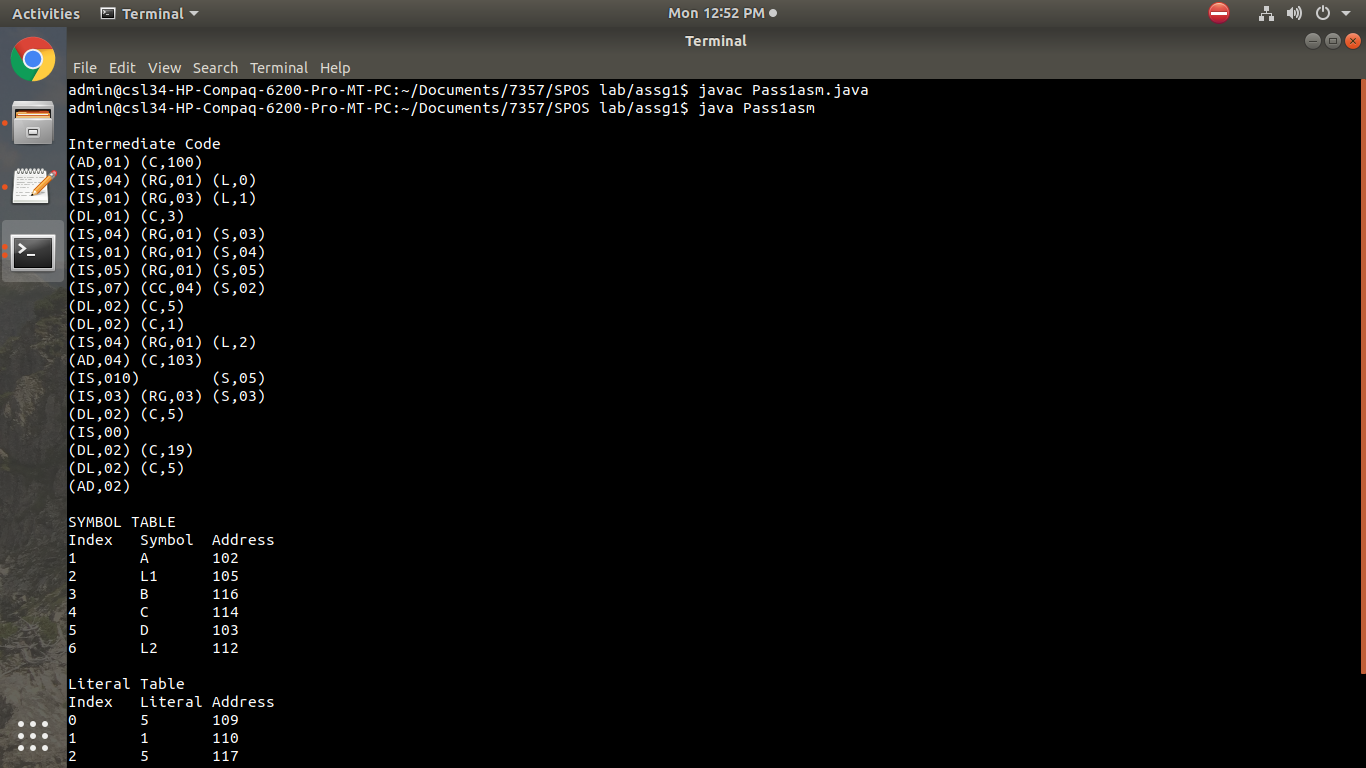 Activities Terminal Mon 12:52 PM
Terminal
File Edit View Search Terminal Help
admin@csl34-HP-Compaq-6200-Pro-MT-PC:~/Documents/7357/SPOS lab/assg1$ javac Pass1asm.java
admin@csl34-HP-Compaq-6200-Pro-MT-PC:~/Documents/7357/SPOS lab/assg1$ java Pass1asm
Intermediate Code
(AD,01) (C,100)
(IS,04) (RG,01) (L,0)
(IS,01) (RG,03) (L,1)
(DL,01) (C,3)
(IS,04) (RG,01) (S,03)
(IS,01) (RG,01) (S,04)
(IS,05) (RG,01) (S,05)
(IS,07) (CC,04) (S,02)
(DL,02) (C,5)
(DL,02) (C,1)
(IS,04) (RG,01) (L,2)
(AD,04) (C,103)
(IS,010)        (S,05)
(IS,03) (RG,03) (S,03)
(DL,02) (C,5)
(IS,00)
(DL,02) (C,19)
(DL,02) (C,5)
(AD,02)
SYMBOL TABLE
Index   Symbol  Address
1       A       102
2       L1      105
3       B       116
4       C       114
5       D       103
6       L2      112
Literal Table
Index   Literal Address
0       5       109
1       1       110
2       5       117